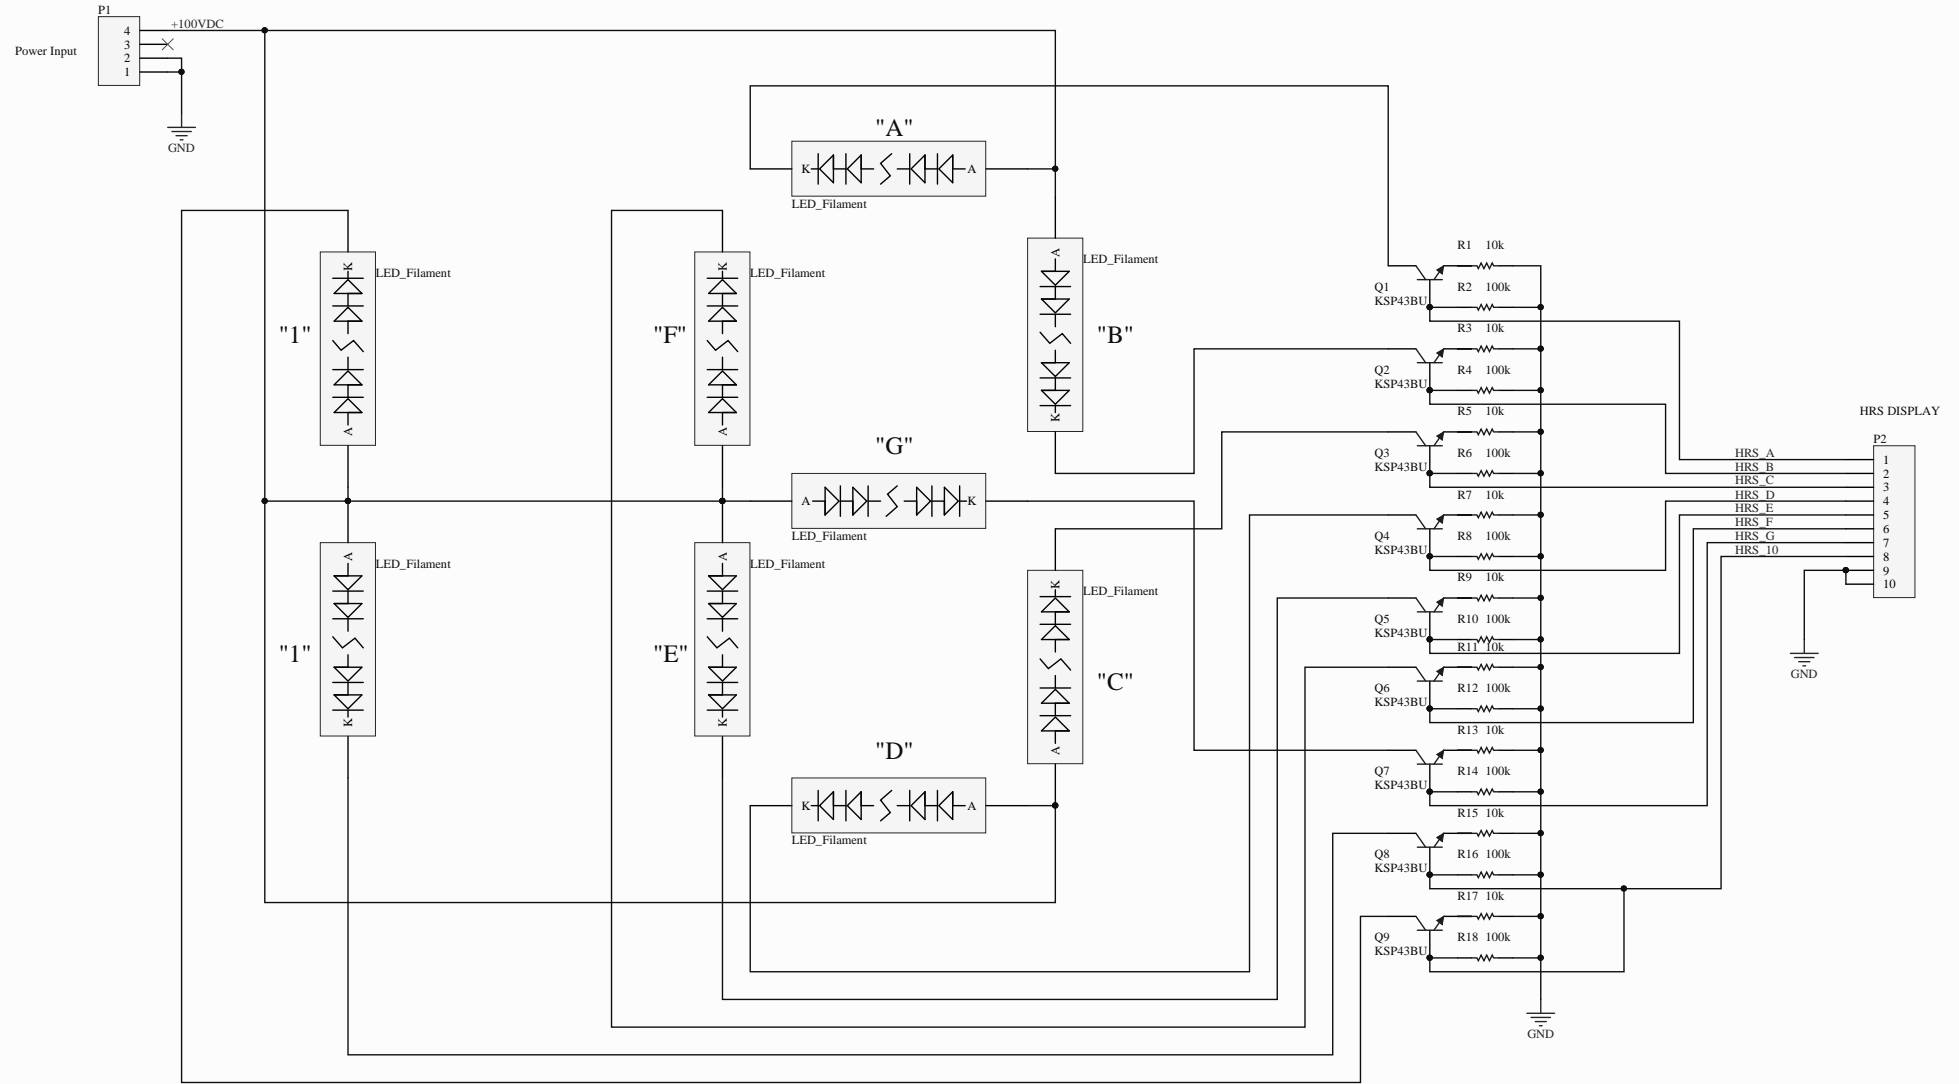 P1
+100VDC
4
3
2
1
Power Input
GND
"A"
K
A
LED_Filament
K
LED_Filament
"1"
A
K
LED_Filament
"F"
A
A
LED_Filament
"B"
K
"G"
A
K
LED_Filament
A
LED_Filament
"1"
K
A
LED_Filament
"E"
K
K
LED_Filament
"C"
A
"D"
K
A
LED_Filament
R1 10k
Q1
KSP43BU
R2 100k
R3 10k
Q2
KSP43BU
R4 100k
R5 10k
Q3
KSP43BU
R6 100k
R7 10k
Q4
KSP43BU
R8 100k
R9 10k
Q5
KSP43BU
R10 100k
R11 10k
Q6
KSP43BU
R12 100k
R13 10k
Q7
KSP43BU
R14 100k
R15 10k
Q8
KSP43BU
R16 100k
R17 10k
Q9
KSP43BU
R18 100k
GND
HRS DISPLAY
P2
HRS_A 1
HRS_B 2
HRS_C 3
HRS_D 4
HRS_E 5
HRS_F 6
HRS_G 7
HRS_10 8
9
10
GND